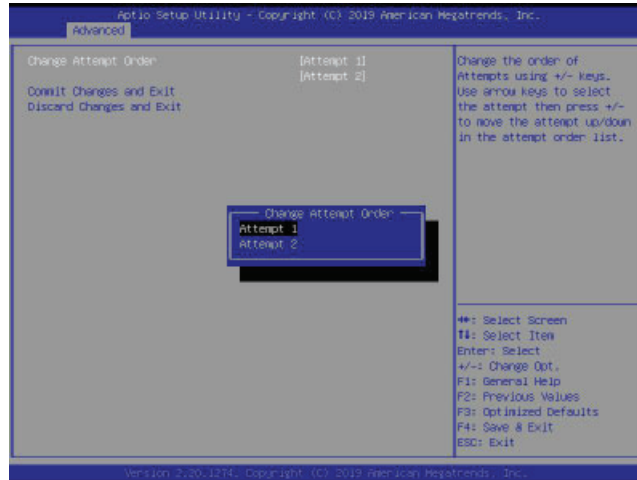 Aptio Setup Utility - Copyright (C) 2019 American Megatrends, Inc.
Advanced
Change Attempt Order [Attempt 1]
[Attempt 2]
Commit Changes and Exit
Discard Changes and Exit
Change the order of
Attempts using +/- keys.
Use arrow keys to select
the attempt then press +/-
to move the attempt up/down
in the attempt order list.
Change Attempt Order
Attempt 1
Attempt 2
→←: Select Screen
↑↓: Select Item
Enter: Select
+/-: Change Opt.
F1: General Help
F2: Previous Values
F3: Optimized Defaults
F4: Save & Exit
ESC: Exit
Version 2.20.1274. Copyright (C) 2019 American Megatrends, Inc.